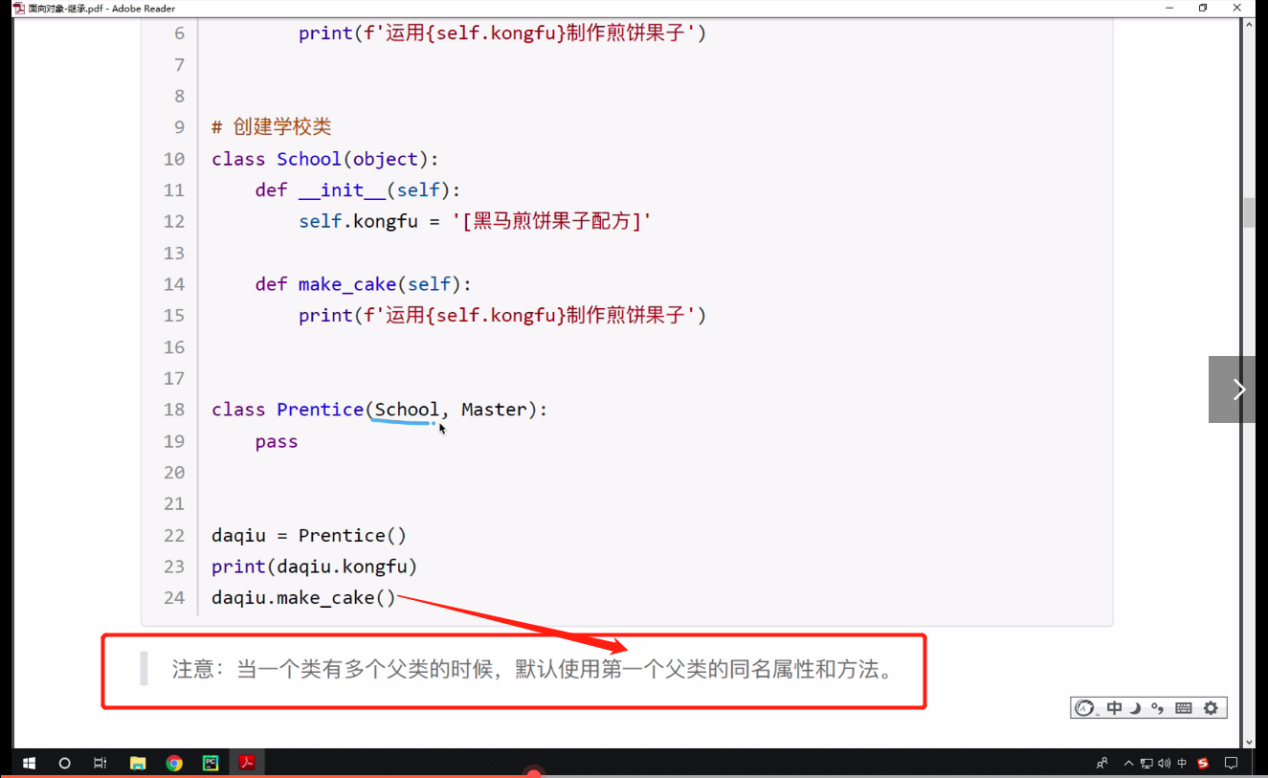 面向对象-继承.pdf - Adobe Reader
6 print(f'运用{self.kongfu}制作煎饼果子')
7
8
9 # 创建学校类
10 class School(object):
11 def __init__(self):
12 self.kongfu = '[黑马煎饼果子配方]'
13
14 def make_cake(self):
15 print(f'运用{self.kongfu}制作煎饼果子')
16
17
18 class Prentice(School, Master):
19 pass
20
21
22 daqiu = Prentice()
23 print(daqiu.kongfu)
24 daqiu.make_cake()
注意：当一个类有多个父类的时候，默认使用第一个父类的同名属性和方法。
中
PC
中